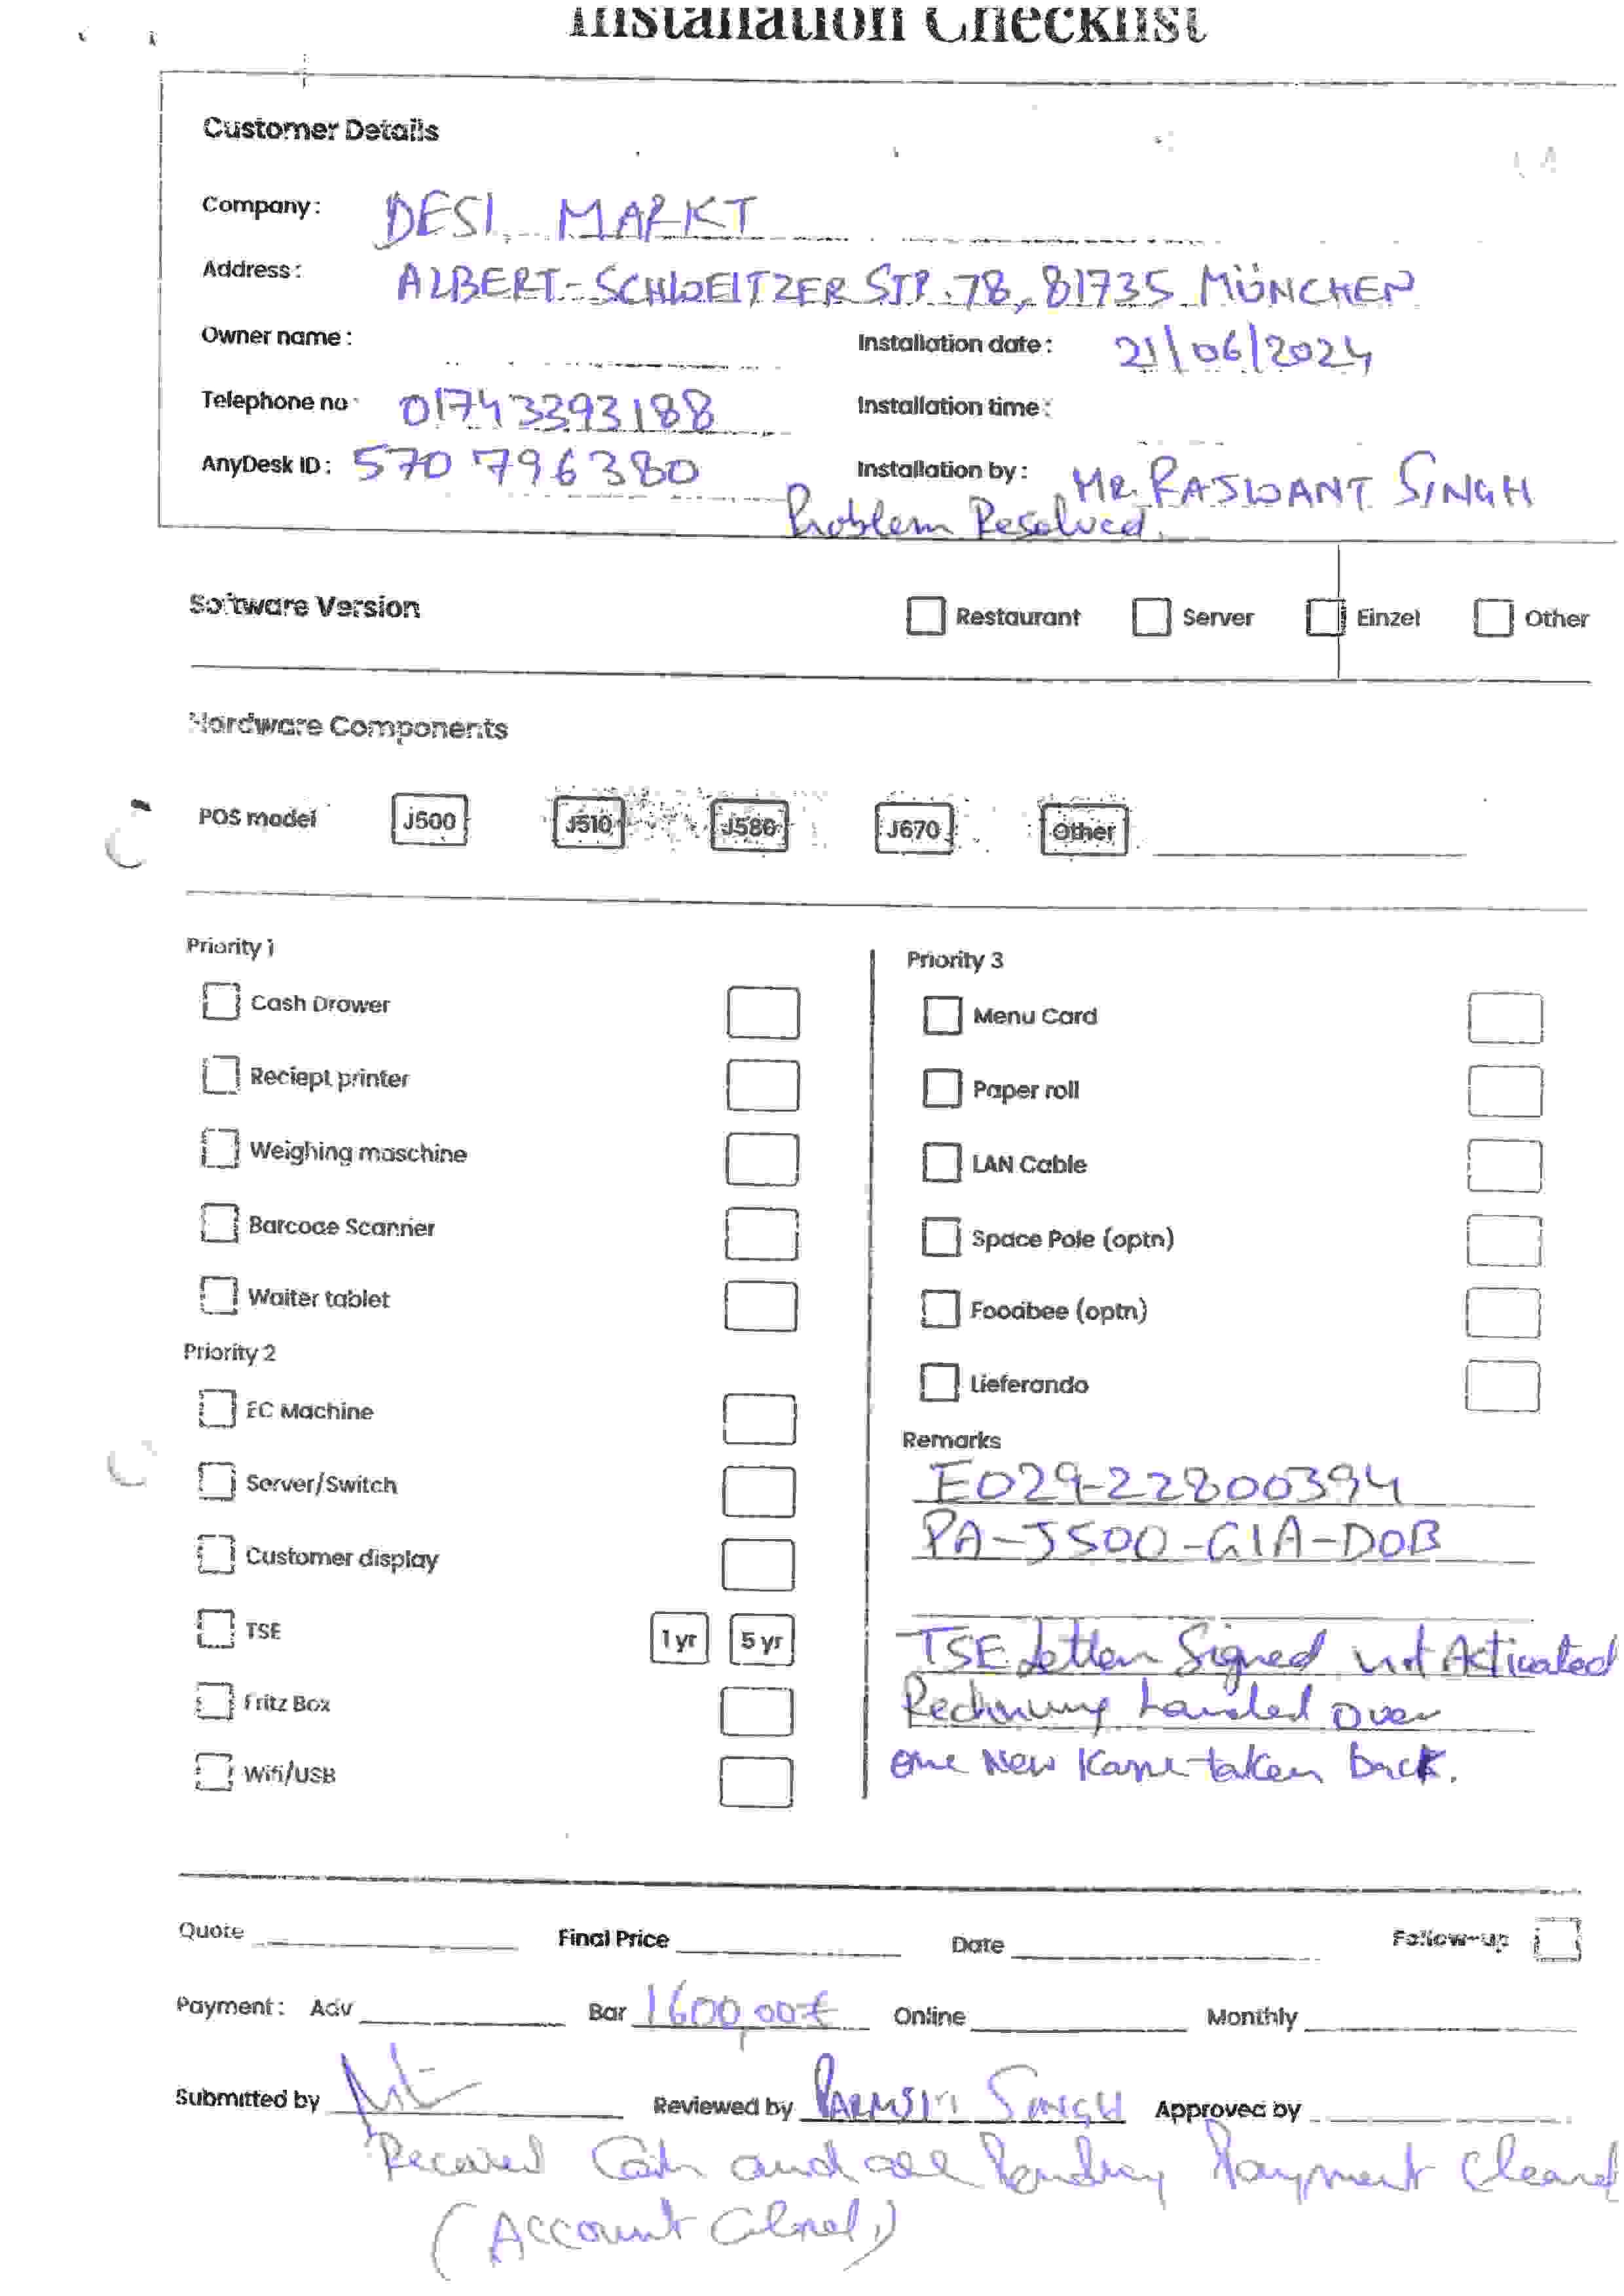 Installation Checklist
Customer Details
Company: DESI MARKT
Address: ALBERT-SCHWEITZER STR. 78, 81735 MÜNCHEN
Owner name:
Installation date: 21/06/2024
Telephone no: 01743393188
Installation time:
AnyDesk ID: 570 796380
Installation by: MR. RASWANT SINGH
Problem Resolved.
Software Version
Restaurant Server Einzel Other
Hardware Components
POS model J500 J510 J580 J670 Other
Priority 1
Cash Drawer
Reciept printer
Weighing maschine
Barcode Scanner
Waiter tablet
Priority 2
EC Machine
Server/Switch
Customer display
TSE 1 yr 5 yr
Fritz Box
Wifi/USB
Priority 3
Menu Card
Paper roll
LAN Cable
Space Pole (optn)
Foodbee (optn)
Lieferando
Remarks
E029-22800394
PA-J500-G1A-DOB
TSE Letter Signed not Activated
Rechnung handed over
one New taken back.
Quote Final Price Date Follow-up
Payment: Adv Bar 1600,00€ Online Monthly
Submitted by Reviewed by SINGH Approved by
Received Cash and all Pending Payment Cleared
(Account)